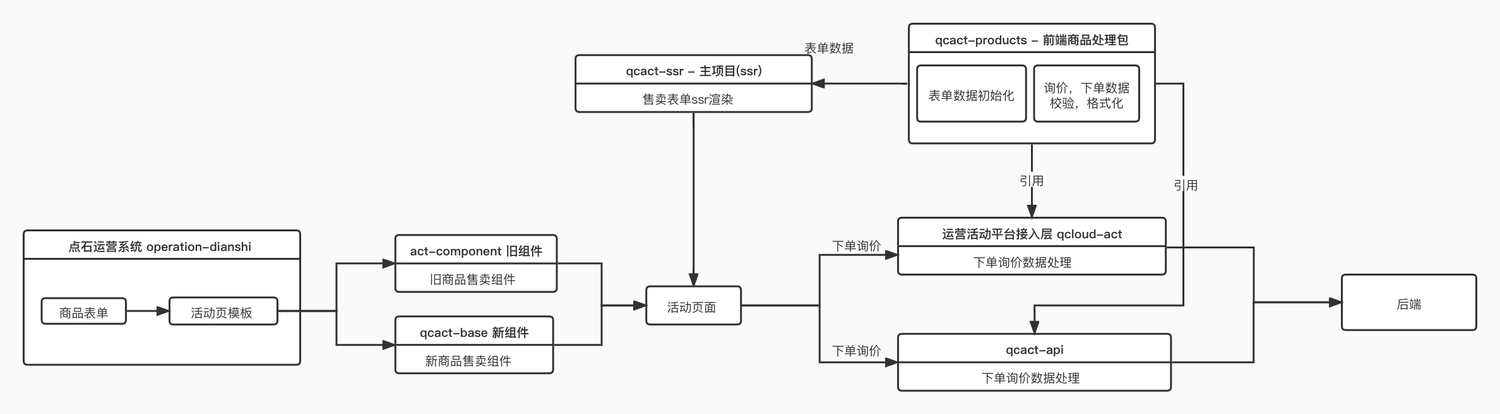 qcact-products - 前端商品处理包
表单数据
qcact-ssr - 主项目(ssr)
售卖表单ssr渲染
表单数据初始化
询价，下单数据
校验，格式化
引用
引用
点石运营系统 operation-dianshi
商品表单
活动页模板
act-component 旧组件
旧商品售卖组件
qcact-base 新组件
新商品售卖组件
活动页面
下单询价
运营活动平台接入层 qcloud-act
下单询价数据处理
下单询价
qcact-api
下单询价数据处理
后端